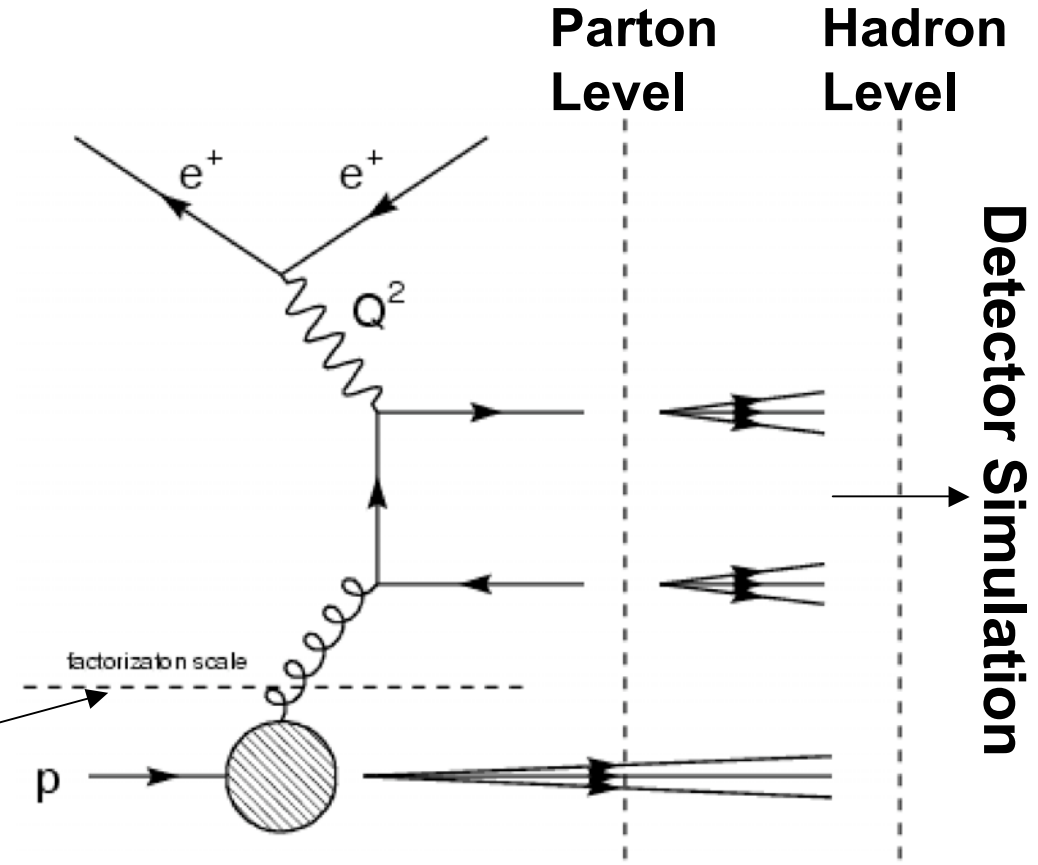 Parton
Level
Hadron
Level
e+
e+
Q2
Detector Simulation
factorizaton scale
p